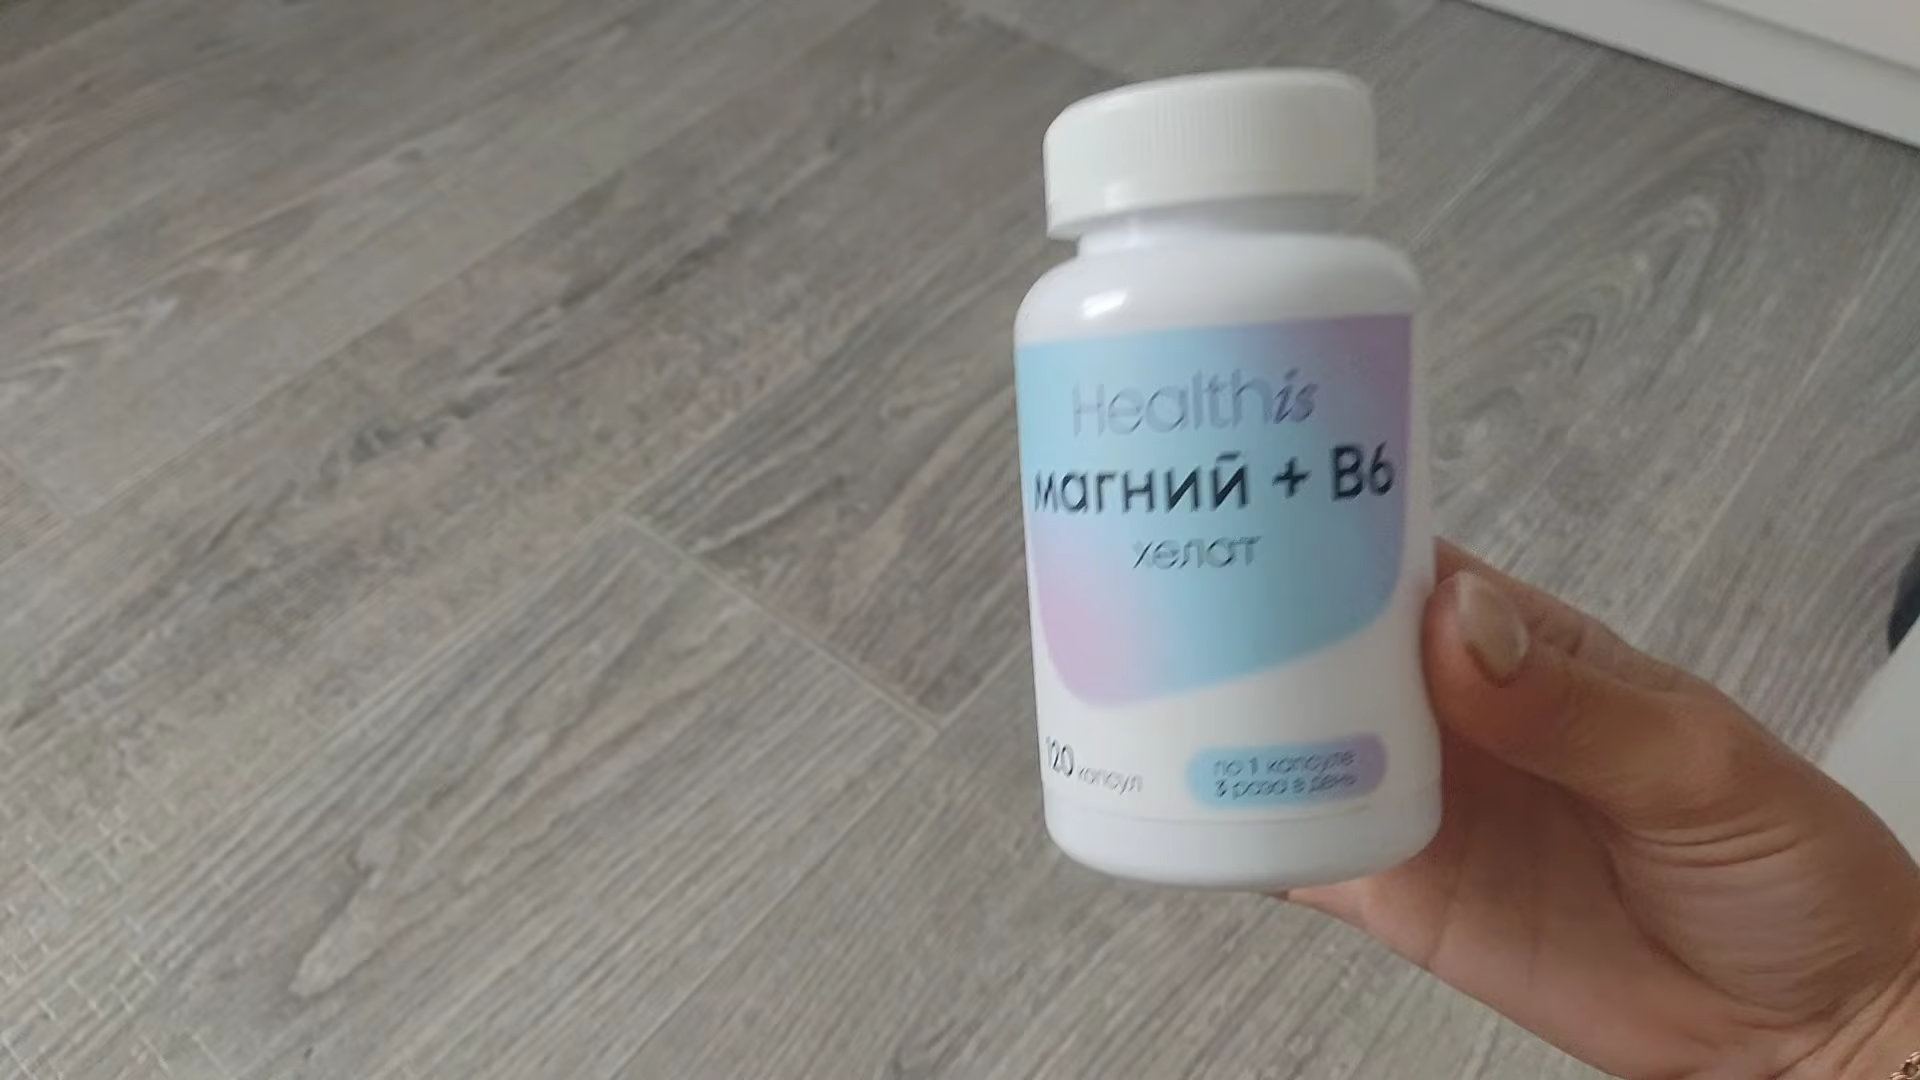 Healthis
магний + B6
хелат
120 капсул
по 1 капсуле
3 раза в день